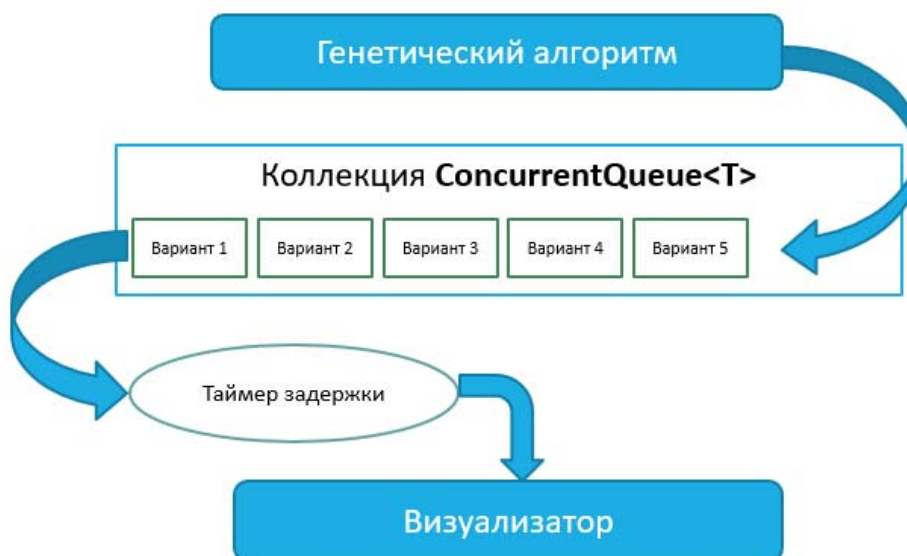 Генетический алгоритм
Коллекция ConcurrentQueue<T>
Вариант 1
Вариант 2
Вариант 3
Вариант 4
Вариант 5
Таймер задержки
Визуализатор